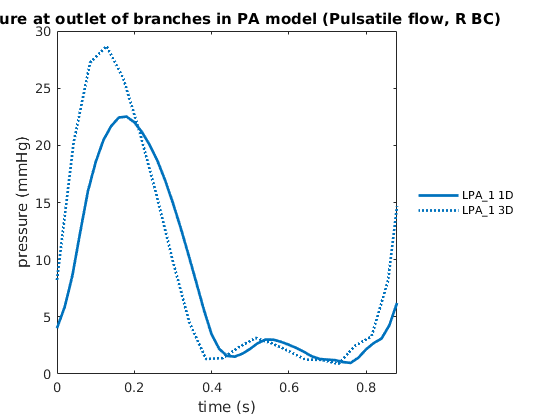 ure at outlet of branches in PA model (Pulsatile flow, R BC)
30
25
20
15
10
5
0
pressure (mmHg)
0 0.2 0.4 0.6 0.8
time (s)
LPA_1 1D
LPA_1 3D